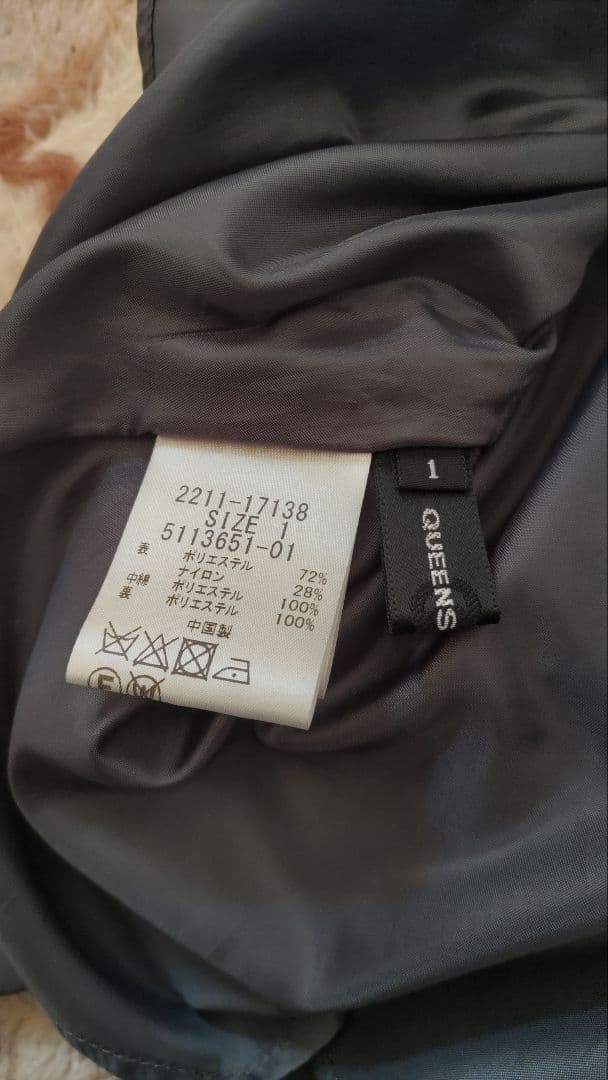 2211-17138
SIZE 1
5113651-01
表 ポリエステル 72%
ナイロン 28%
中綿 ポリエステル 100%
裏 ポリエステル 100%
中国製
F W
1
QUEENS